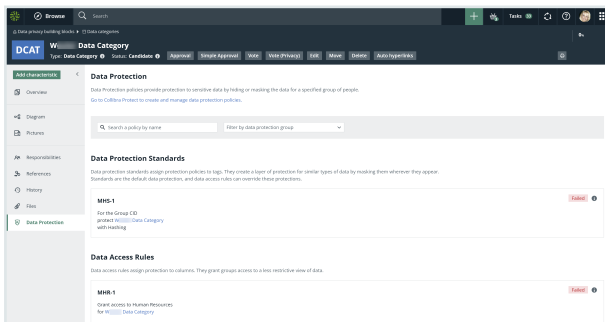 Browse
Search
Tasks
Data privacy building blocks
Data categories
DCAT
W Data Category
Type: Data Category Status: Candidate
Approval
Simple Approval
Vote
Vote (Privacy)
Edit
Move
Delete
Auto hyperlinks
Add characteristic
Overview
Diagram
Pictures
Responsibilities
References
History
Files
Data Protection
Data Protection
Data Protection policies provide protection to sensitive data by hiding or masking the data for a specified group of people.
Go to Collibra Protect to create and manage data protection policies.
Search a policy by name
Filter by data protection group
Data Protection Standards
Data protection standards assign protection policies to tags. They create a layer of protection for similar types of data by masking them wherever they appear.
Standards are the default data protection, and data access rules can override these protections.
MHS-1
Failed
For the Group CID
protect W Data Category
with Hashing
Data Access Rules
Data access rules assign protection to columns. They grant groups access to a less restrictive view of data.
MHR-1
Failed
Grant access to Human Resources
for W Data Category